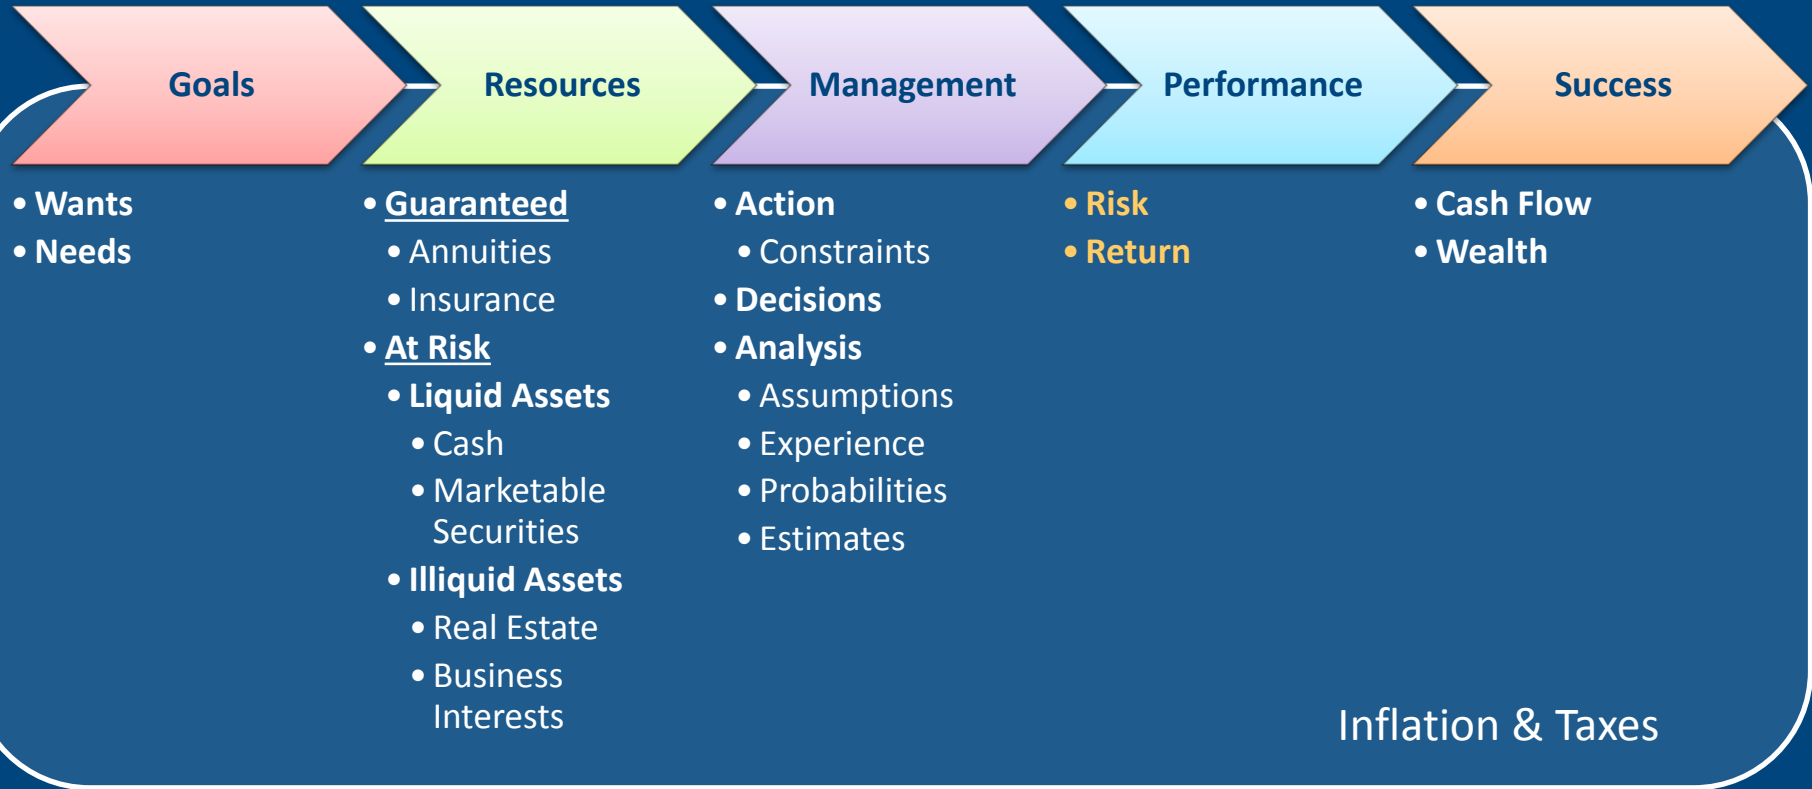 Goals
Resources
Management
Performance
Success
• Wants
• Needs
• Guaranteed
• Annuities
• Insurance
• At Risk
• Liquid Assets
• Cash
• Marketable
Securities
• Illiquid Assets
• Real Estate
• Business
Interests
• Action
• Constraints
• Decisions
• Analysis
• Assumptions
• Experience
• Probabilities
• Estimates
• Risk
• Return
• Cash Flow
• Wealth
Inflation & Taxes